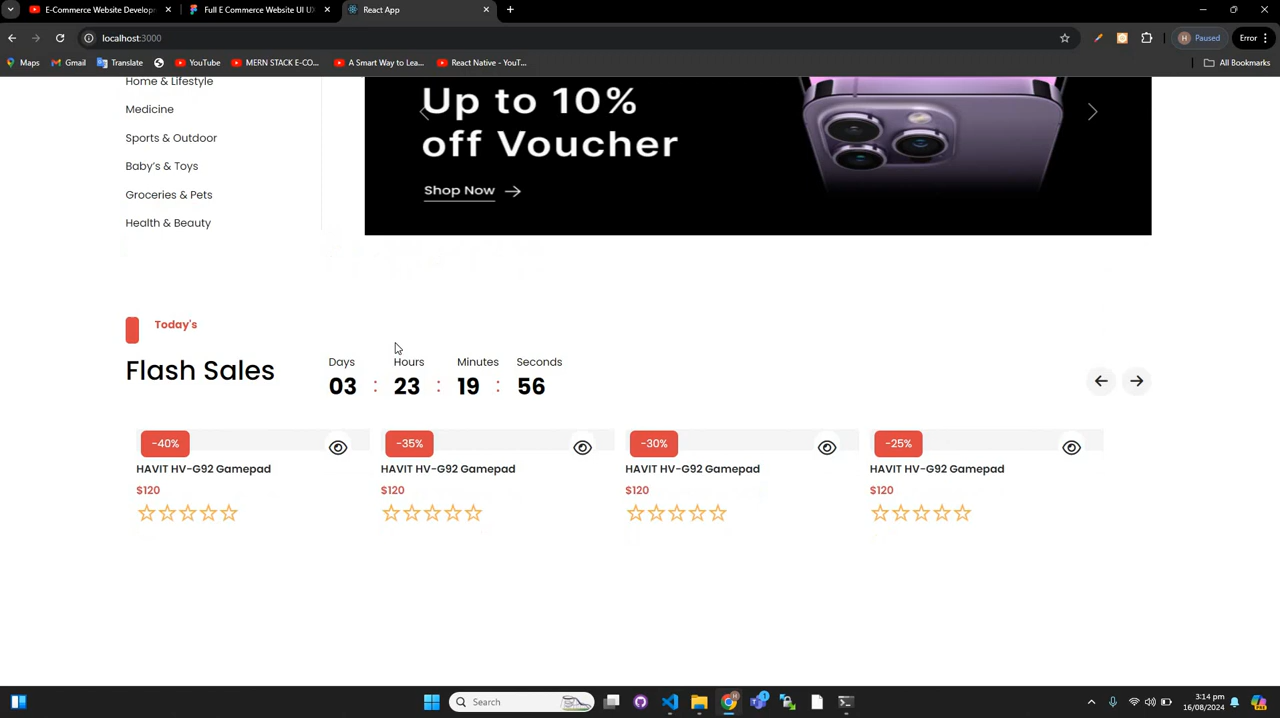 E-Commerce Website Develop
Full E Commerce Website UI UX
React App
localhost:3000
H Paused
Error
Maps
Gmail
Translate
YouTube
MERN STACK E-CO...
A Smart Way to Lea...
React Native - YouT...
All Bookmarks
Home & Lifestyle
Medicine
Sports & Outdoor
Baby's & Toys
Groceries & Pets
Health & Beauty
Up to 10%
off Voucher
Shop Now
Today's
Flash Sales
Days Hours Minutes Seconds
03 : 23 : 19 : 56
-40% -35% -30% -25%
HAVIT HV-G92 Gamepad HAVIT HV-G92 Gamepad HAVIT HV-G92 Gamepad HAVIT HV-G92 Gamepad
$120 $120 $120 $120
Search
3:14 pm
16/08/2024